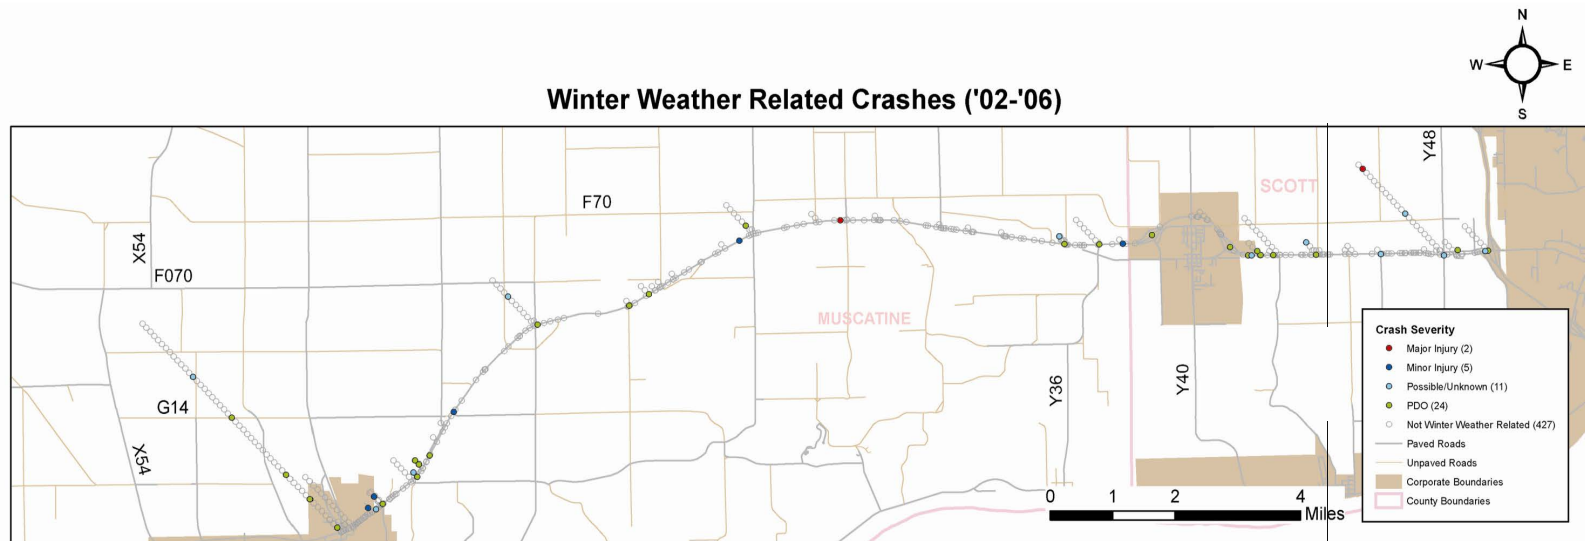 N
W E
S
Winter Weather Related Crashes ('02-'06)
Y48
SCOTT
F70
X54
F070
MUSCATINE
Y36
Y40
G14
X54
Crash Severity
Major Injury (2)
Minor Injury (5)
Possible/Unknown (11)
PDO (24)
Not Winter Weather Related (427)
Paved Roads
Unpaved Roads
Corporate Boundaries
County Boundaries
0 1 2 4
Miles